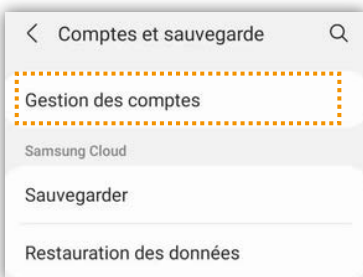 Comptes et sauvegarde
Gestion des comptes
Samsung Cloud
Sauvegarder
Restauration des données